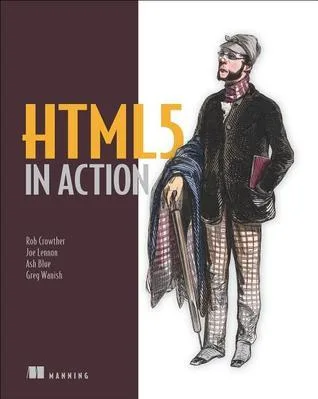 HTML5
IN ACTION
Rob Crowther
Joe Lennon
Ash Blue
Greg Wanish
MANNING